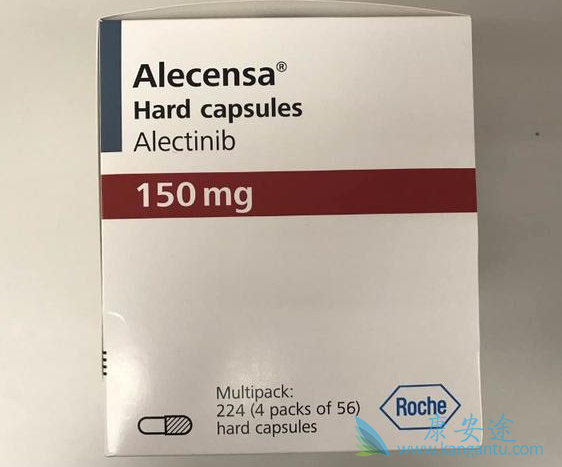 Alecensa®
Hard capsules
Alectinib
150 mg
Multipack:
224 (4 packs of 56)
hard capsules
Roche
康安途
www.kangantu.com